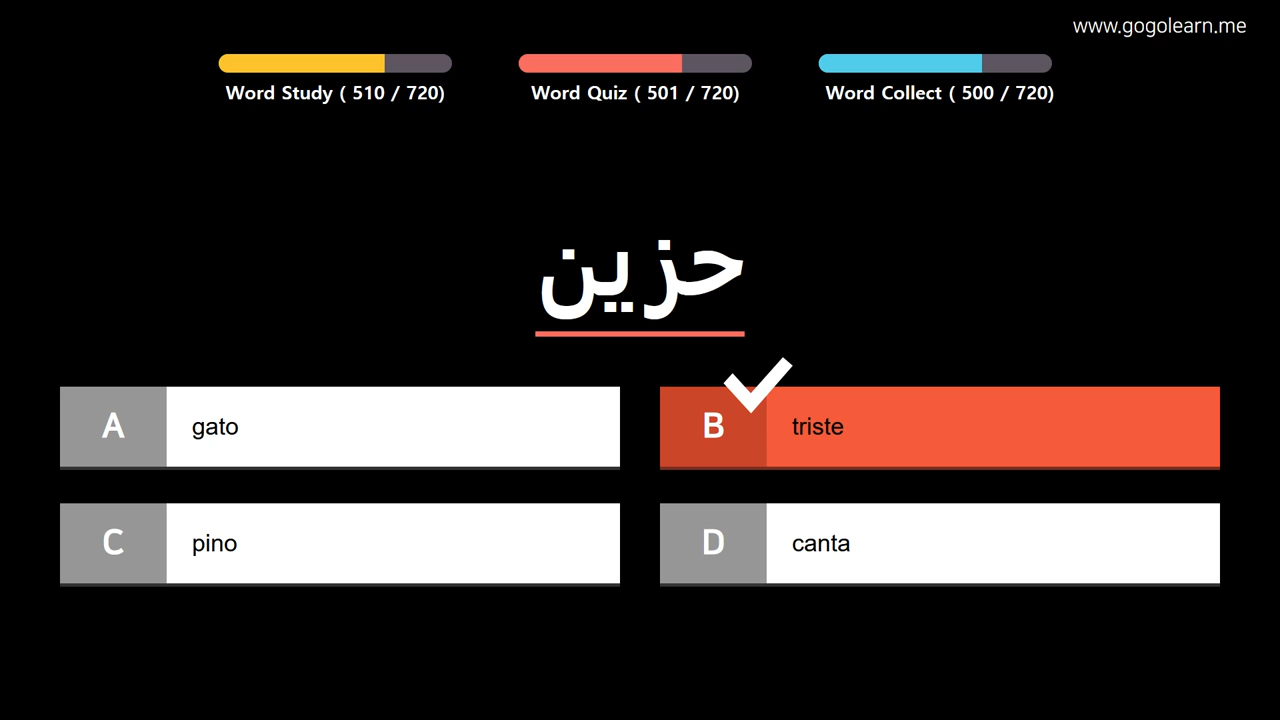 www.gogolearn.me
Word Study ( 510 / 720)
Word Quiz ( 501 / 720)
Word Collect ( 500 / 720)
حزين
A
gato
B
triste
C
pino
D
canta